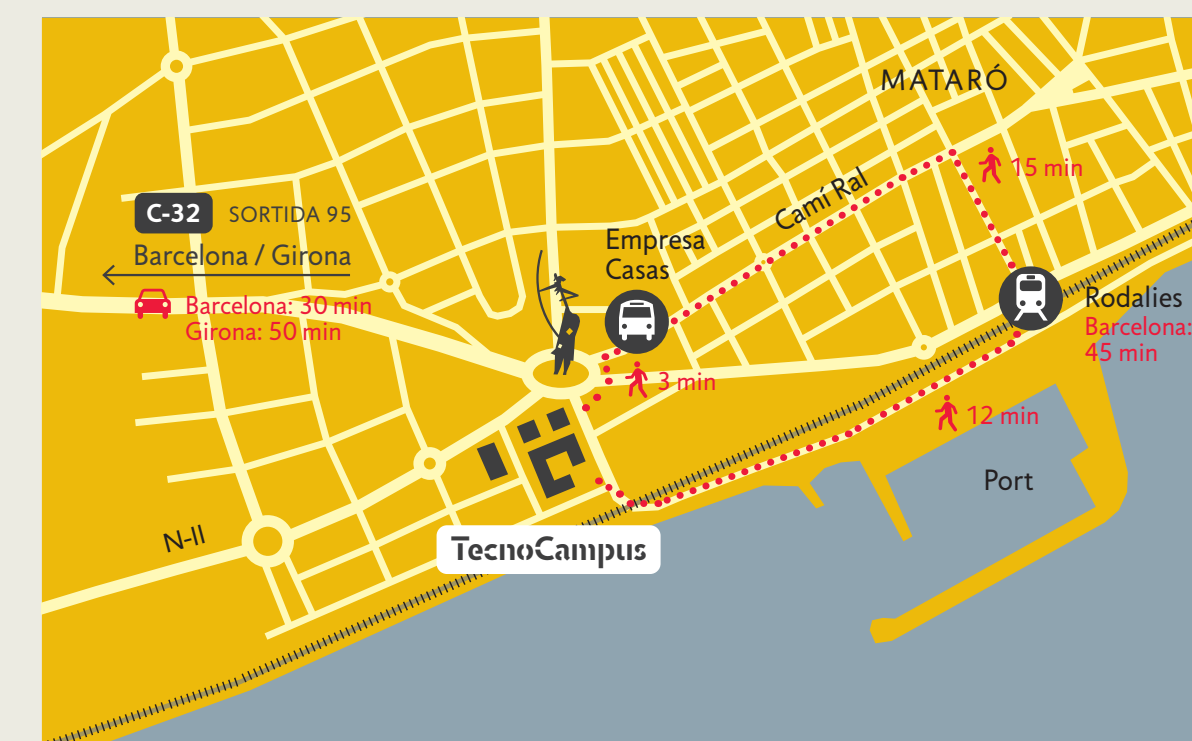 MATARÓ
15 min
Camí Ral
C-32 SORTIDA 95
Barcelona / Girona
Barcelona: 30 min
Girona: 50 min
Empresa
Casas
Rodalies
Barcelona:
45 min
3 min
12 min
Port
N-II
TecnoCampus